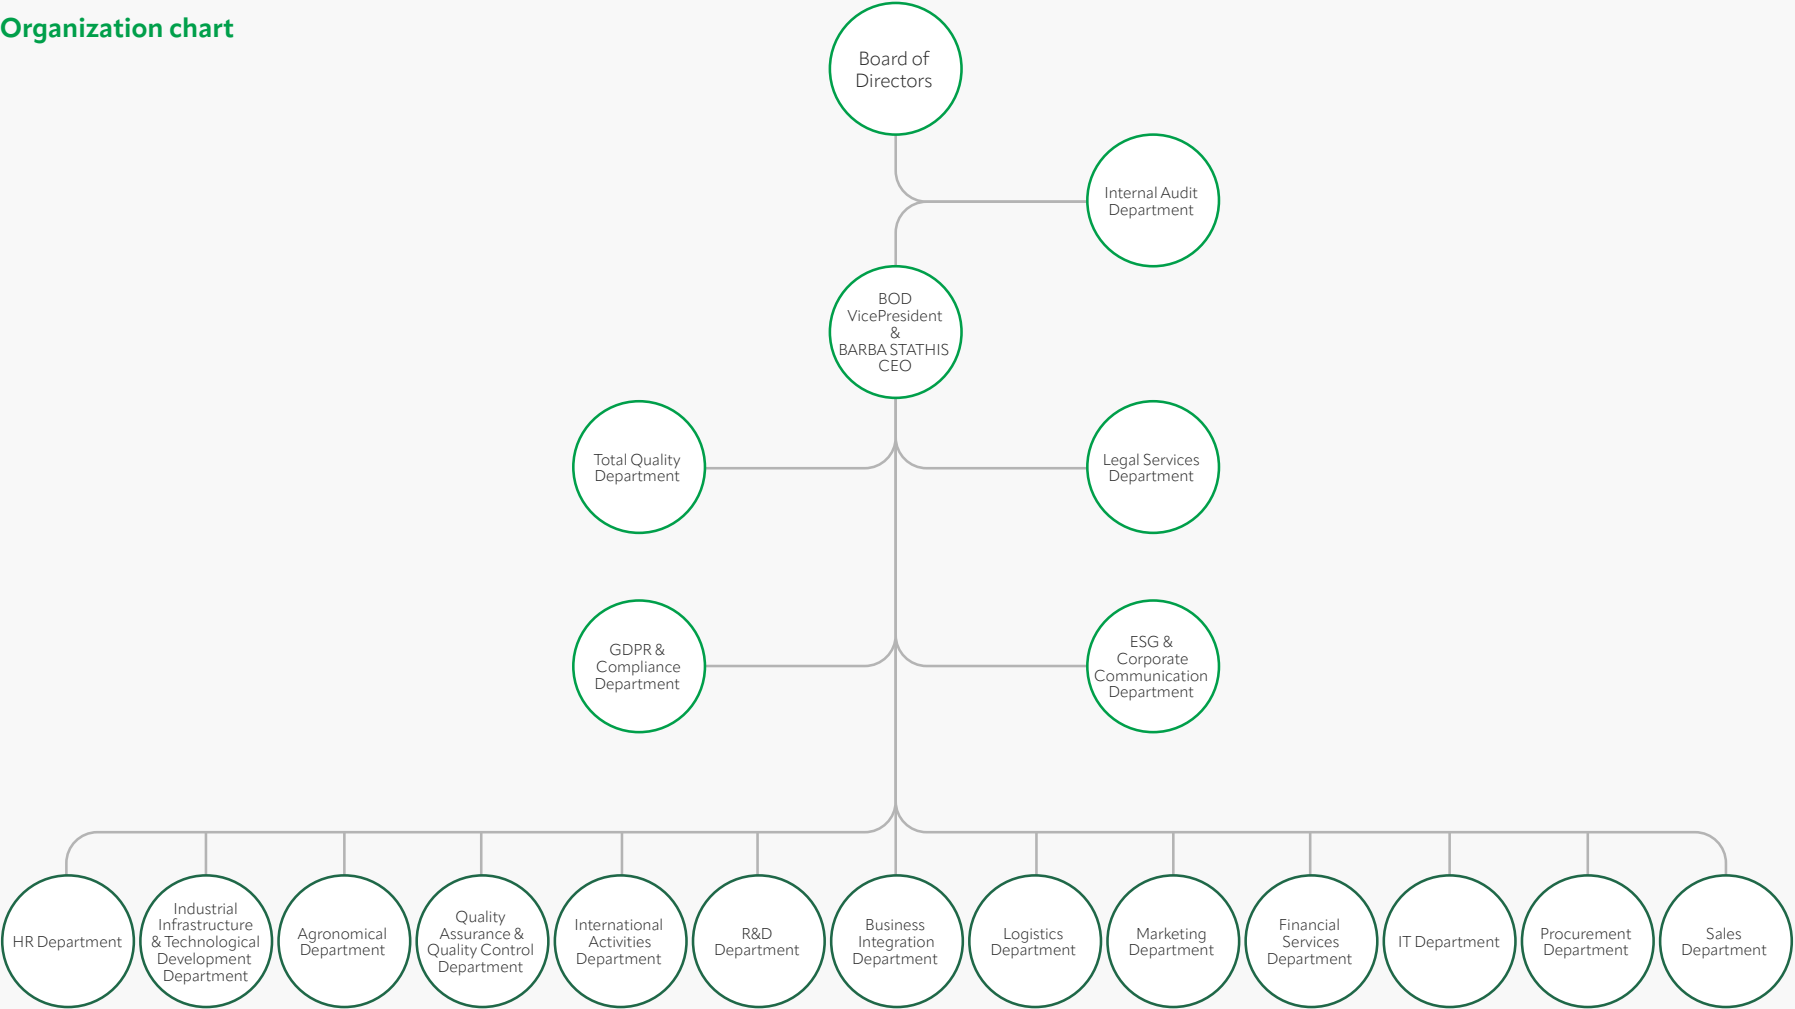 Organization chart
Board of
Directors
Internal Audit
Department
BOD
VicePresident
&
BARBA STATHIS
CEO
Total Quality
Department
Legal Services
Department
GDPR &
Compliance
Department
ESG &
Corporate
Communication
Department
HR Department
Industrial
Infrastructure
& Technological
Development
Department
Agronomical
Department
Quality
Assurance &
Quality Control
Department
International
Activities
Department
R&D
Department
Business
Integration
Department
Logistics
Department
Marketing
Department
Financial
Services
Department
IT Department
Procurement
Department
Sales
Department